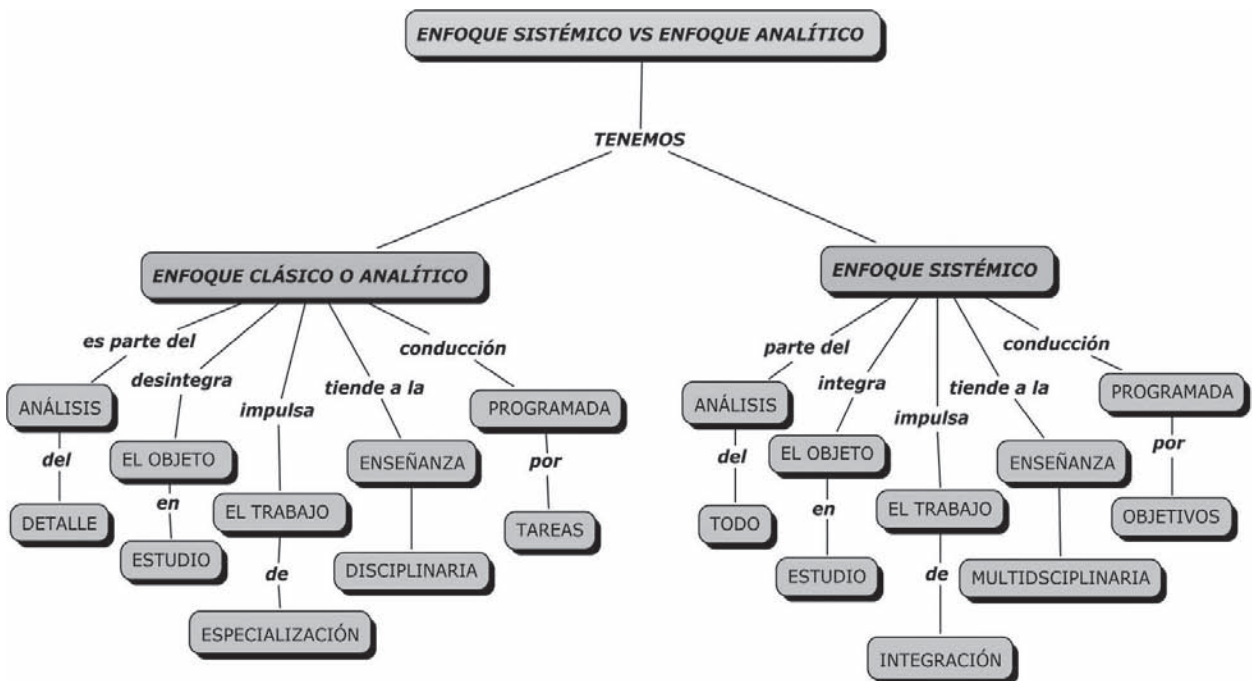 ENFOQUE SISTÉMICO VS ENFOQUE ANALÍTICO
TENEMOS
ENFOQUE CLÁSICO O ANALÍTICO
es parte del
ANÁLISIS
del
DETALLE
desintegra
EL OBJETO
en
ESTUDIO
impulsa
EL TRABAJO
de
ESPECIALIZACIÓN
tiende a la
ENSEÑANZA
DISCIPLINARIA
conducción
PROGRAMADA
por
TAREAS
ENFOQUE SISTÉMICO
parte del
ANÁLISIS
del
TODO
integra
EL OBJETO
en
ESTUDIO
impulsa
EL TRABAJO
de
INTEGRACIÓN
tiende a la
ENSEÑANZA
MULTIDSCIPLINARIA
conducción
PROGRAMADA
por
OBJETIVOS